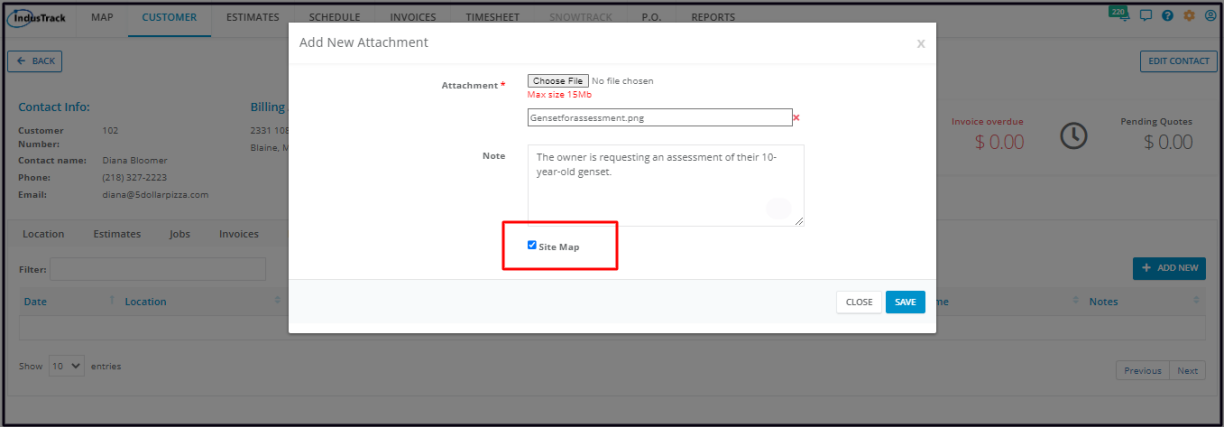 IndusTrack MAP CUSTOMER ESTIMATES SCHEDULE INVOICES TIMESHEET SNOWTRACK P.O. REPORTS 220
Add New Attachment x
BACK EDIT CONTACT
Attachment * Choose File No file chosen
Max size 15Mb
Gensetforassessment.png
Contact Info: Billing
Customer Number: 102
2331 108
Blaine, M
Contact name: Diana Bloomer
Phone: (218) 327-2223
Email: diana@5dollarpizza.com
Invoice overdue
$ 0.00
Pending Quotes
$ 0.00
Note
The owner is requesting an assessment of their 10-
year-old genset.
Site Map
Location Estimates Jobs Invoices
Filter:
+ ADD NEW
Date Location me Notes
CLOSE SAVE
Show 10 entries
Previous Next